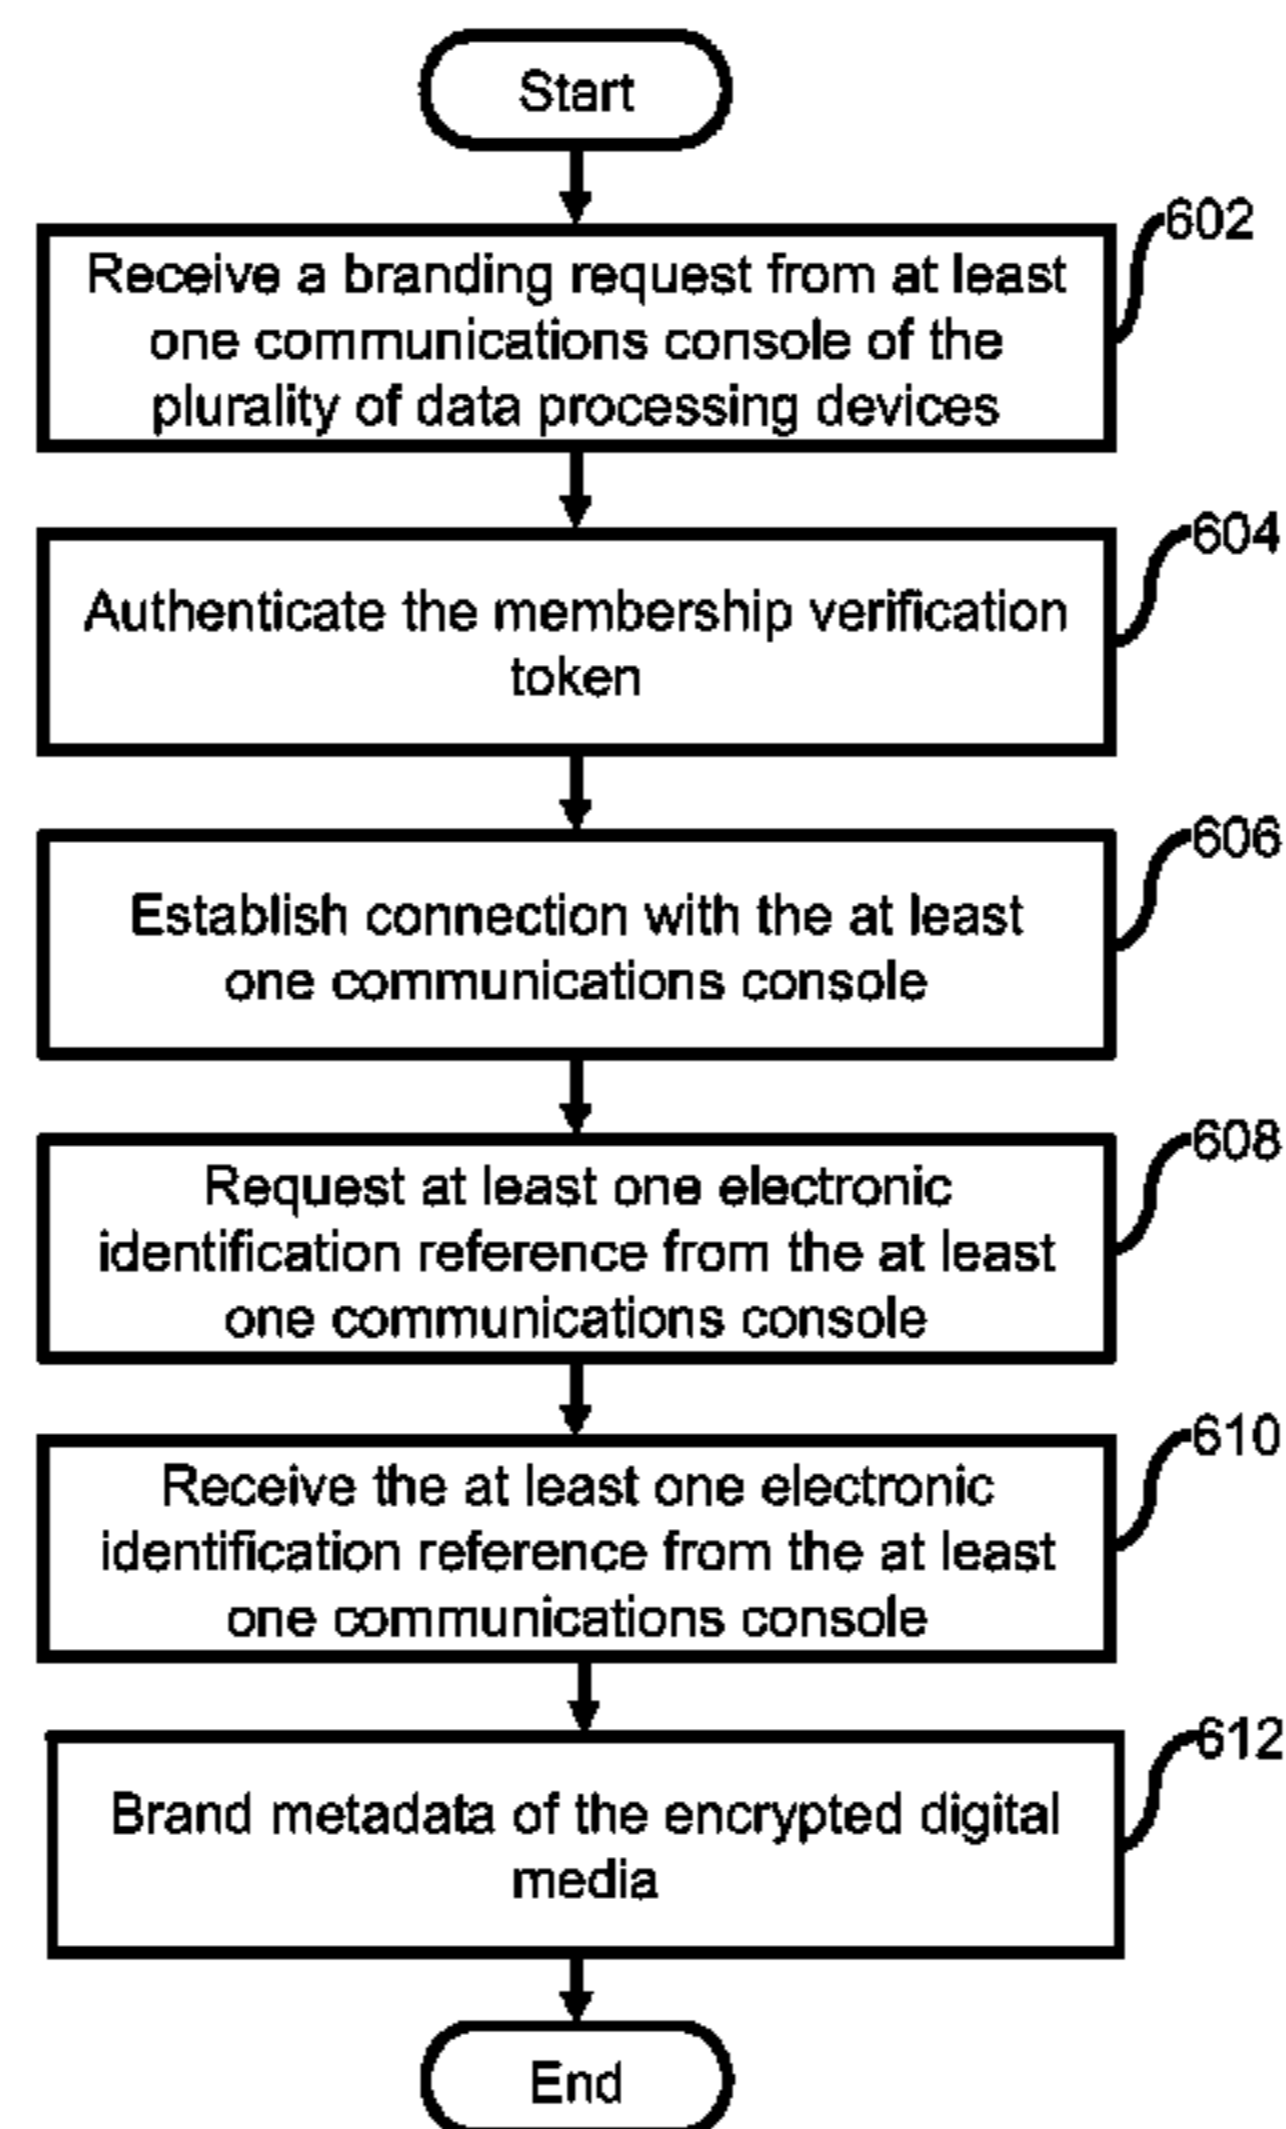 Start
602
Receive a branding request from at least
one communications console of the
plurality of data processing devices
604
Authenticate the membership verification
token
606
Establish connection with the at least
one communications console
608
Request at least one electronic
identification reference from the at least
one communications console
610
Receive the at least one electronic
identification reference from the at least
one communications console
612
Brand metadata of the encrypted digital
media
End